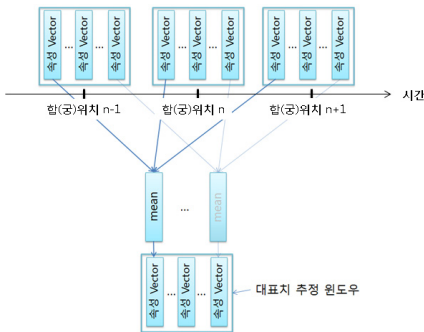 속성 Vector ... 속성 Vector ... 속성 Vector
속성 Vector ... 속성 Vector ... 속성 Vector
속성 Vector ... 속성 Vector ... 속성 Vector
시간
합(궁)위치 n-1
합(궁)위치 n
합(궁)위치 n+1
mean ... mean
속성 Vector ... 속성 Vector ... 속성 Vector
대표치 추정 윈도우